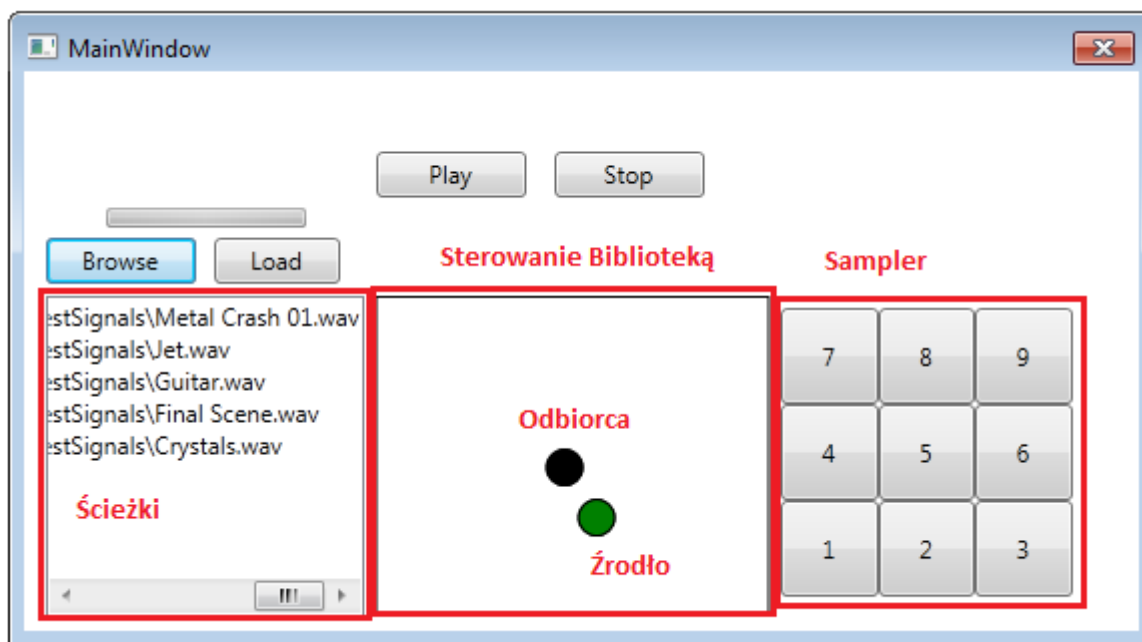 MainWindow
Play Stop
Browse Load
Sterowanie Biblioteką
Sampler
estSignals\Metal Crash 01.wav
estSignals\Jet.wav
estSignals\Guitar.wav
estSignals\Final Scene.wav
estSignals\Crystals.wav
Ścieżki
Odbiorca
Źrodło
7 8 9
4 5 6
1 2 3